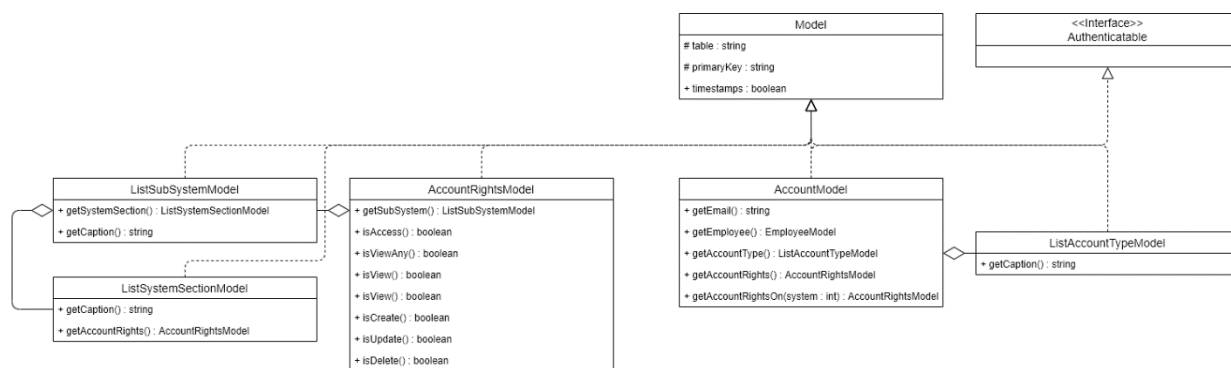 Model
# table : string
# primaryKey : string
+ timestamps : boolean
<<Interface>>
Authenticatable
ListSubSystemModel
+ getSystemSection() : ListSystemSectionModel
+ getCaption() : string
ListSystemSectionModel
+ getCaption() : string
+ getAccountRights() : AccountRightsModel
AccountRightsModel
+ getSubSystem() : ListSubSystemModel
+ isAccess() : boolean
+ isViewAny() : boolean
+ isView() : boolean
+ isView() : boolean
+ isCreate() : boolean
+ isUpdate() : boolean
+ isDelete() : boolean
AccountModel
+ getEmail() : string
+ getEmployee() : EmployeeModel
+ getAccountType() : ListAccountTypeModel
+ getAccountRight() : AccountRightsModel
+ getAccountRightsOn(system : int) : AccountRightsModel
ListAccountTypeModel
+ getCaption() : string